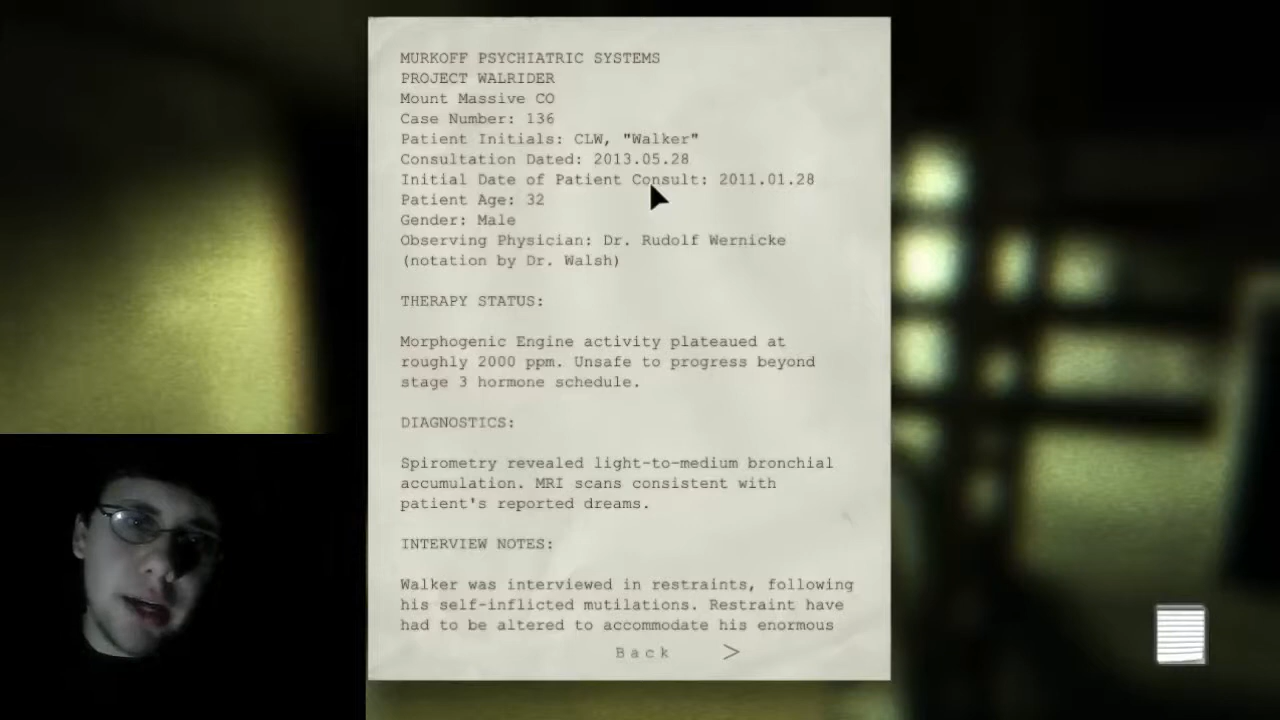 MURKOFF PSYCHIATRIC SYSTEMS
PROJECT WALRIDER
Mount Massive CO
Case Number: 136
Patient Initials: CLW, "Walker"
Consultation Dated: 2013.05.28
Initial Date of Patient Consult: 2011.01.28
Patient Age: 32
Gender: Male
Observing Physician: Dr. Rudolf Wernicke
(notation by Dr. Walsh)
THERAPY STATUS:
Morphogenic Engine activity plateaued at
roughly 2000 ppm. Unsafe to progress beyond
stage 3 hormone schedule.
DIAGNOSTICS:
Spirometry revealed light-to-medium bronchial
accumulation. MRI scans consistent with
patient's reported dreams.
INTERVIEW NOTES:
Walker was interviewed in restraints, following
his self-inflicted mutilations. Restraint have
had to be altered to accommodate his enormous
Back >